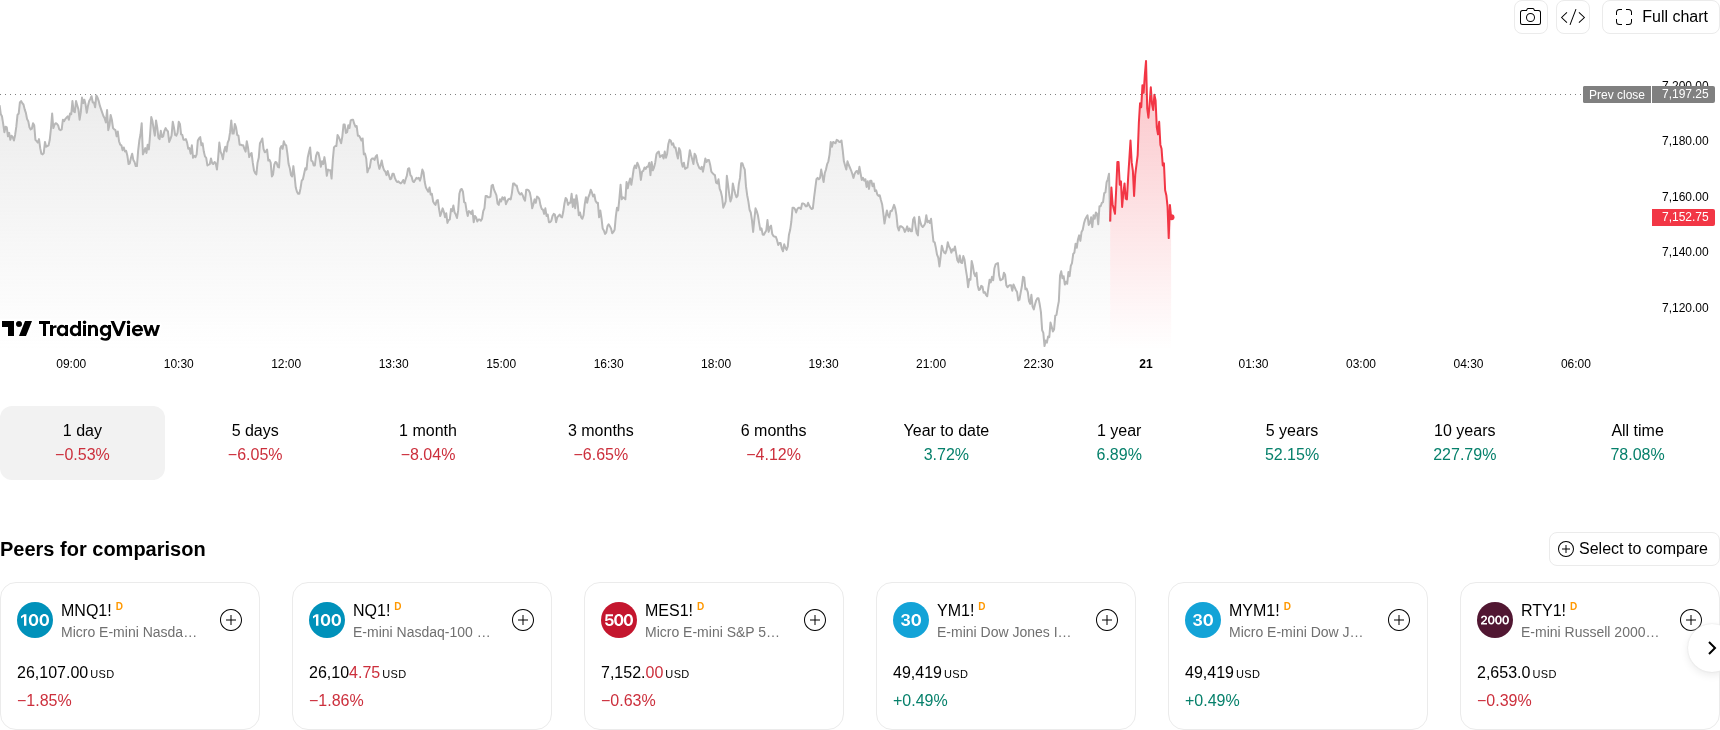 Full chart
7,200.00
Prev close 7,197.25
7,180.00
7,160.00
7,152.75
7,140.00
7,120.00
TradingView
09:00 10:30 12:00 13:30 15:00 16:30 18:00 19:30 21:00 22:30 21 01:30 03:00 04:30 06:00
1 day 5 days 1 month 3 months 6 months Year to date 1 year 5 years 10 years All time
−0.53% −6.05% −8.04% −6.65% −4.12% 3.72% 6.89% 52.15% 227.79% 78.08%
Peers for comparison
Select to compare
100 MNQ1! D
Micro E-mini Nasda…
26,107.00 USD
−1.85%
100 NQ1! D
E-mini Nasdaq-100 …
26,104.75 USD
−1.86%
500 MES1! D
Micro E-mini S&P 5…
7,152.00 USD
−0.63%
30 YM1! D
E-mini Dow Jones I…
49,419 USD
+0.49%
30 MYM1! D
Micro E-mini Dow J…
49,419 USD
+0.49%
2000 RTY1! D
E-mini Russell 2000…
2,653.0 USD
−0.39%